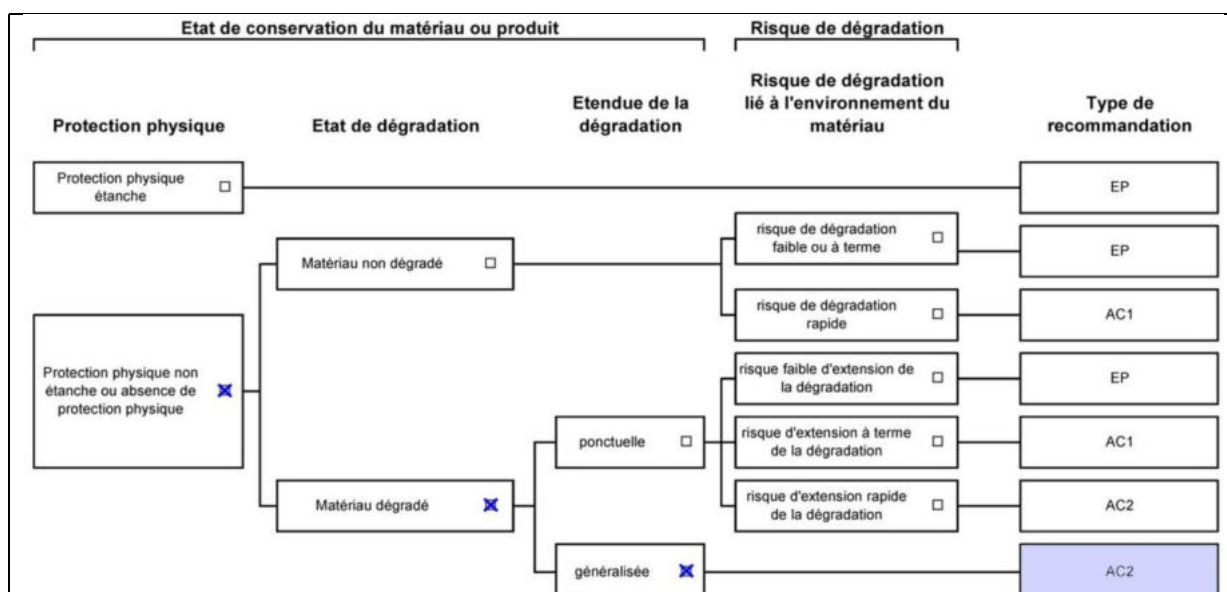 Etat de conservation du matériau ou produit
Risque de dégradation
Protection physique
Etat de dégradation
Etendue de la
dégradation
Risque de dégradation
lié à l'environnement du
matériau
Type de
recommandation
Protection physique
étanche
EP
Matériau non dégradé
risque de dégradation
faible ou à terme
EP
risque de dégradation
rapide
AC1
Protection physique non
étanche ou absence de
protection physique
risque faible d'extension de
la dégradation
EP
ponctuelle
risque d'extension à terme
de la dégradation
AC1
Matériau dégradé
risque d'extension rapide
de la dégradation
AC2
généralisée
AC2